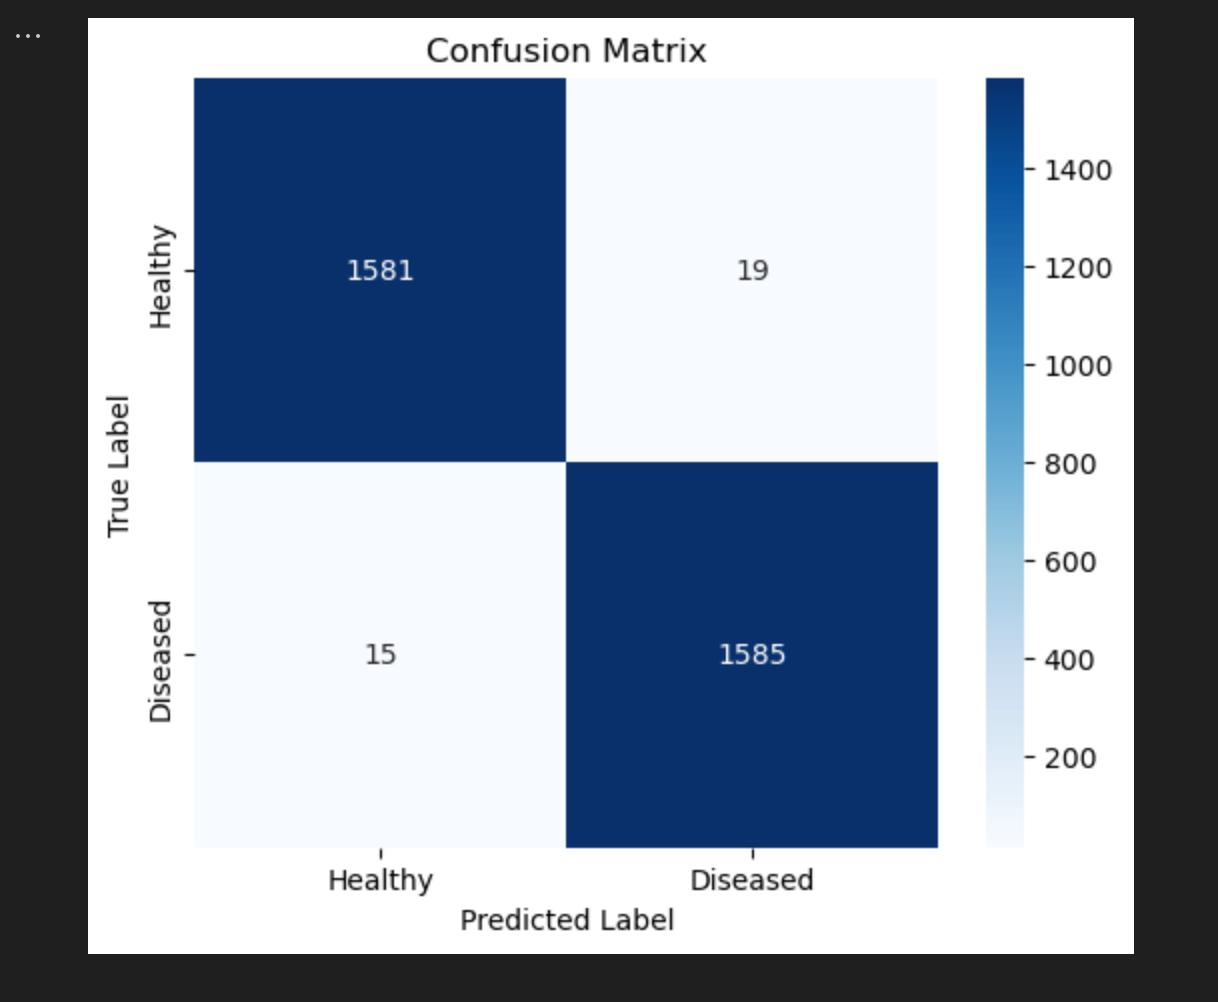 ...
Confusion Matrix
Healthy
1581
19
Diseased
15
1585
True Label
Healthy
Diseased
Predicted Label
1400
1200
1000
800
600
400
200